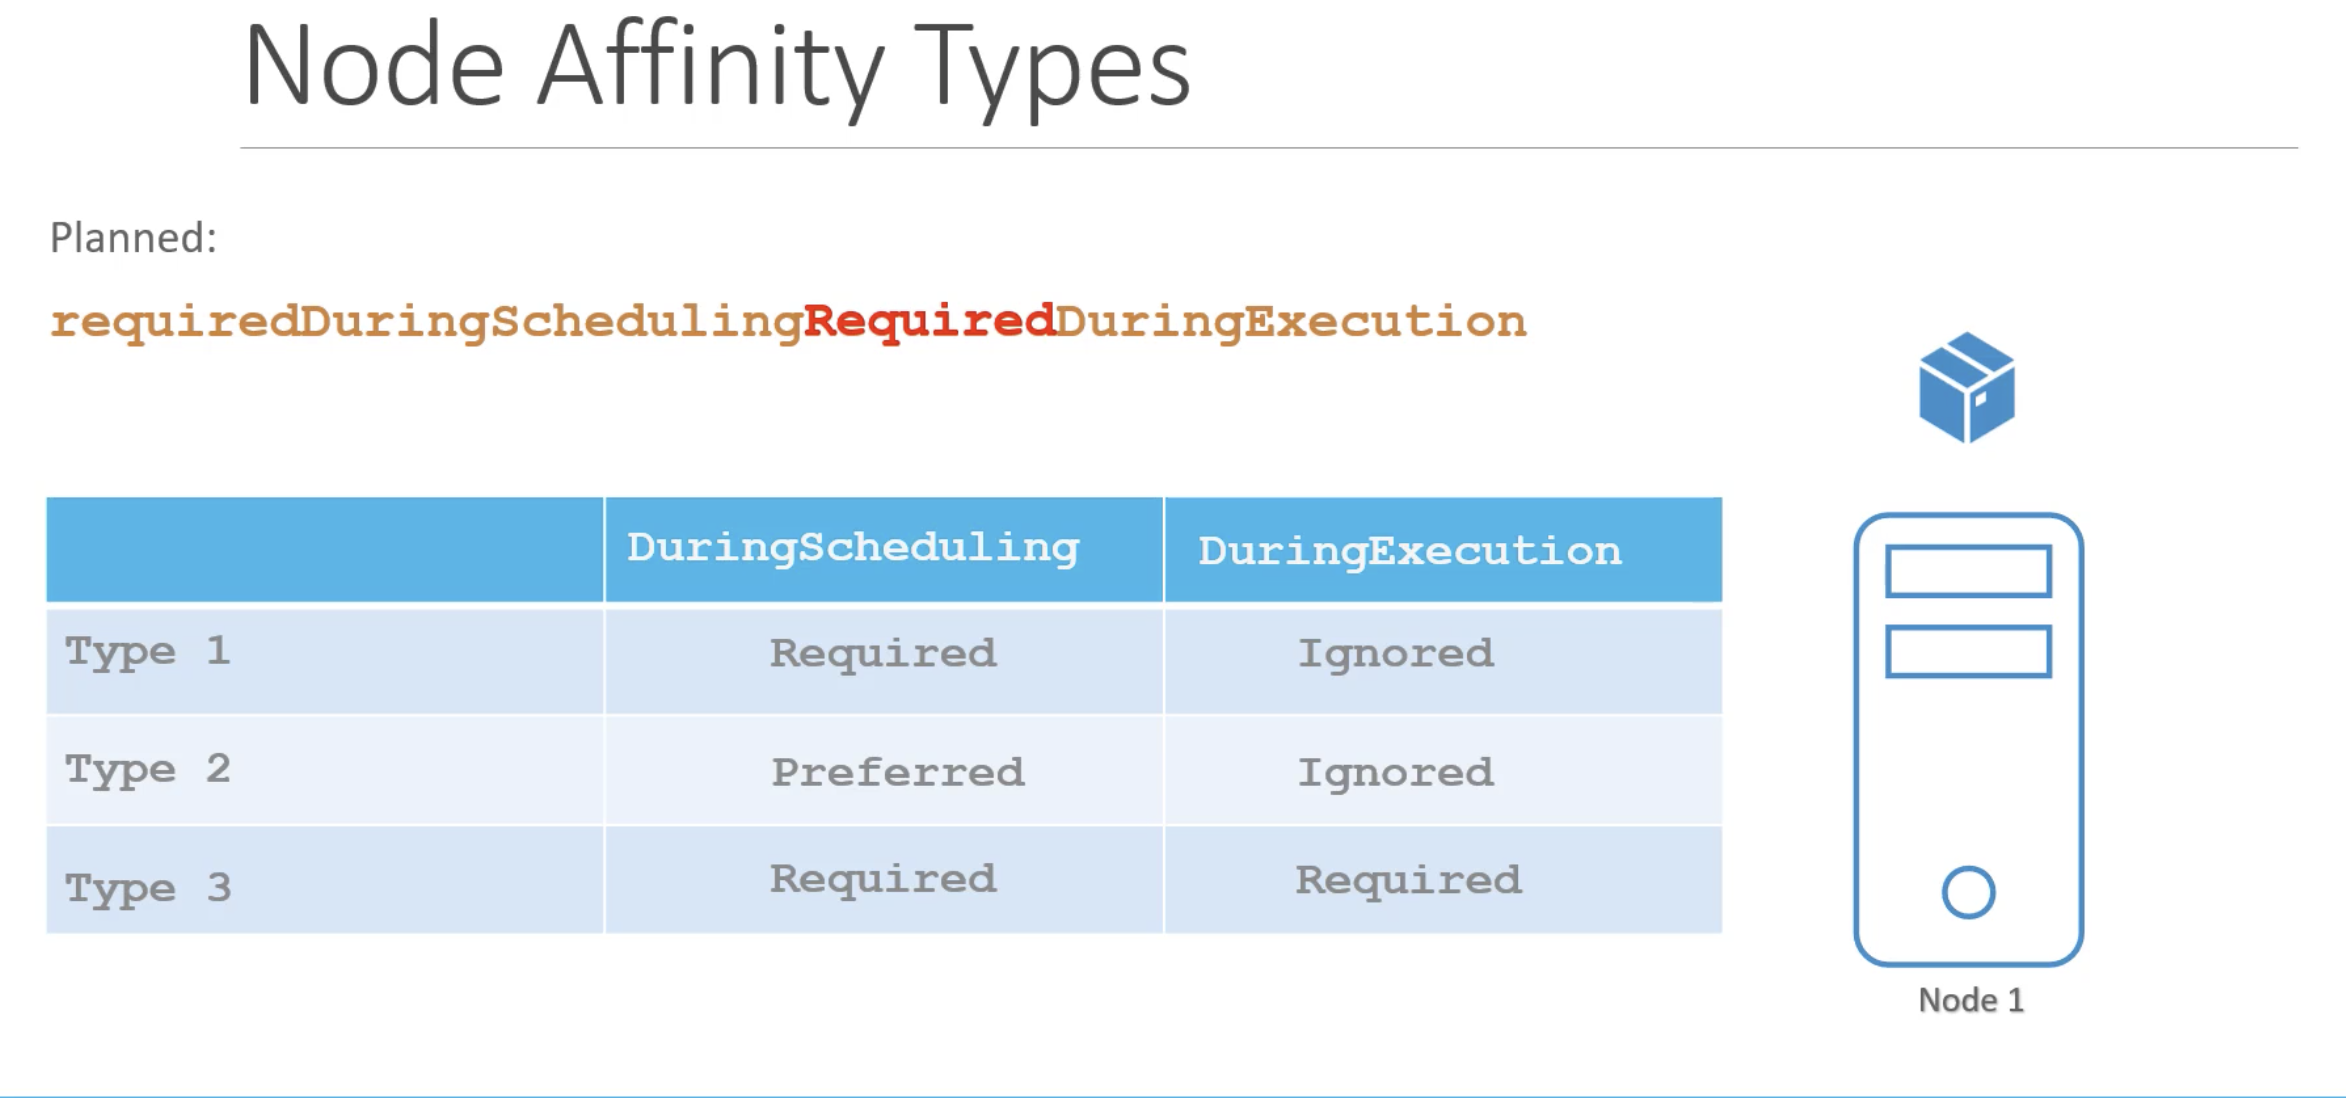 Node Affinity Types
Planned:
requiredDuringSchedulingRequiredDuringExecution
DuringScheduling DuringExecution
Type 1 Required Ignored
Type 2 Preferred Ignored
Type 3 Required Required
Node 1